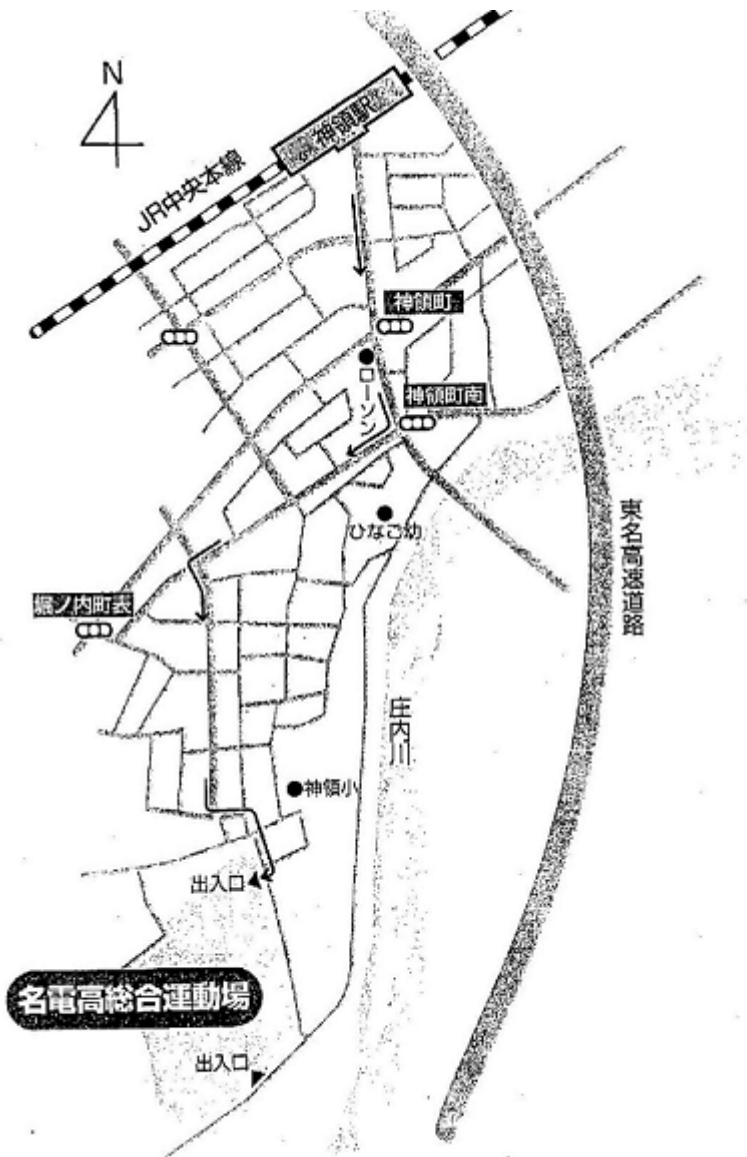 N
神領駅
JR中央本線
神領町
ローソン
神領町南
ひなご幼
東名高速道路
堀ノ内町表
庄内川
神領小
出入口
名電高総合運動場
出入口